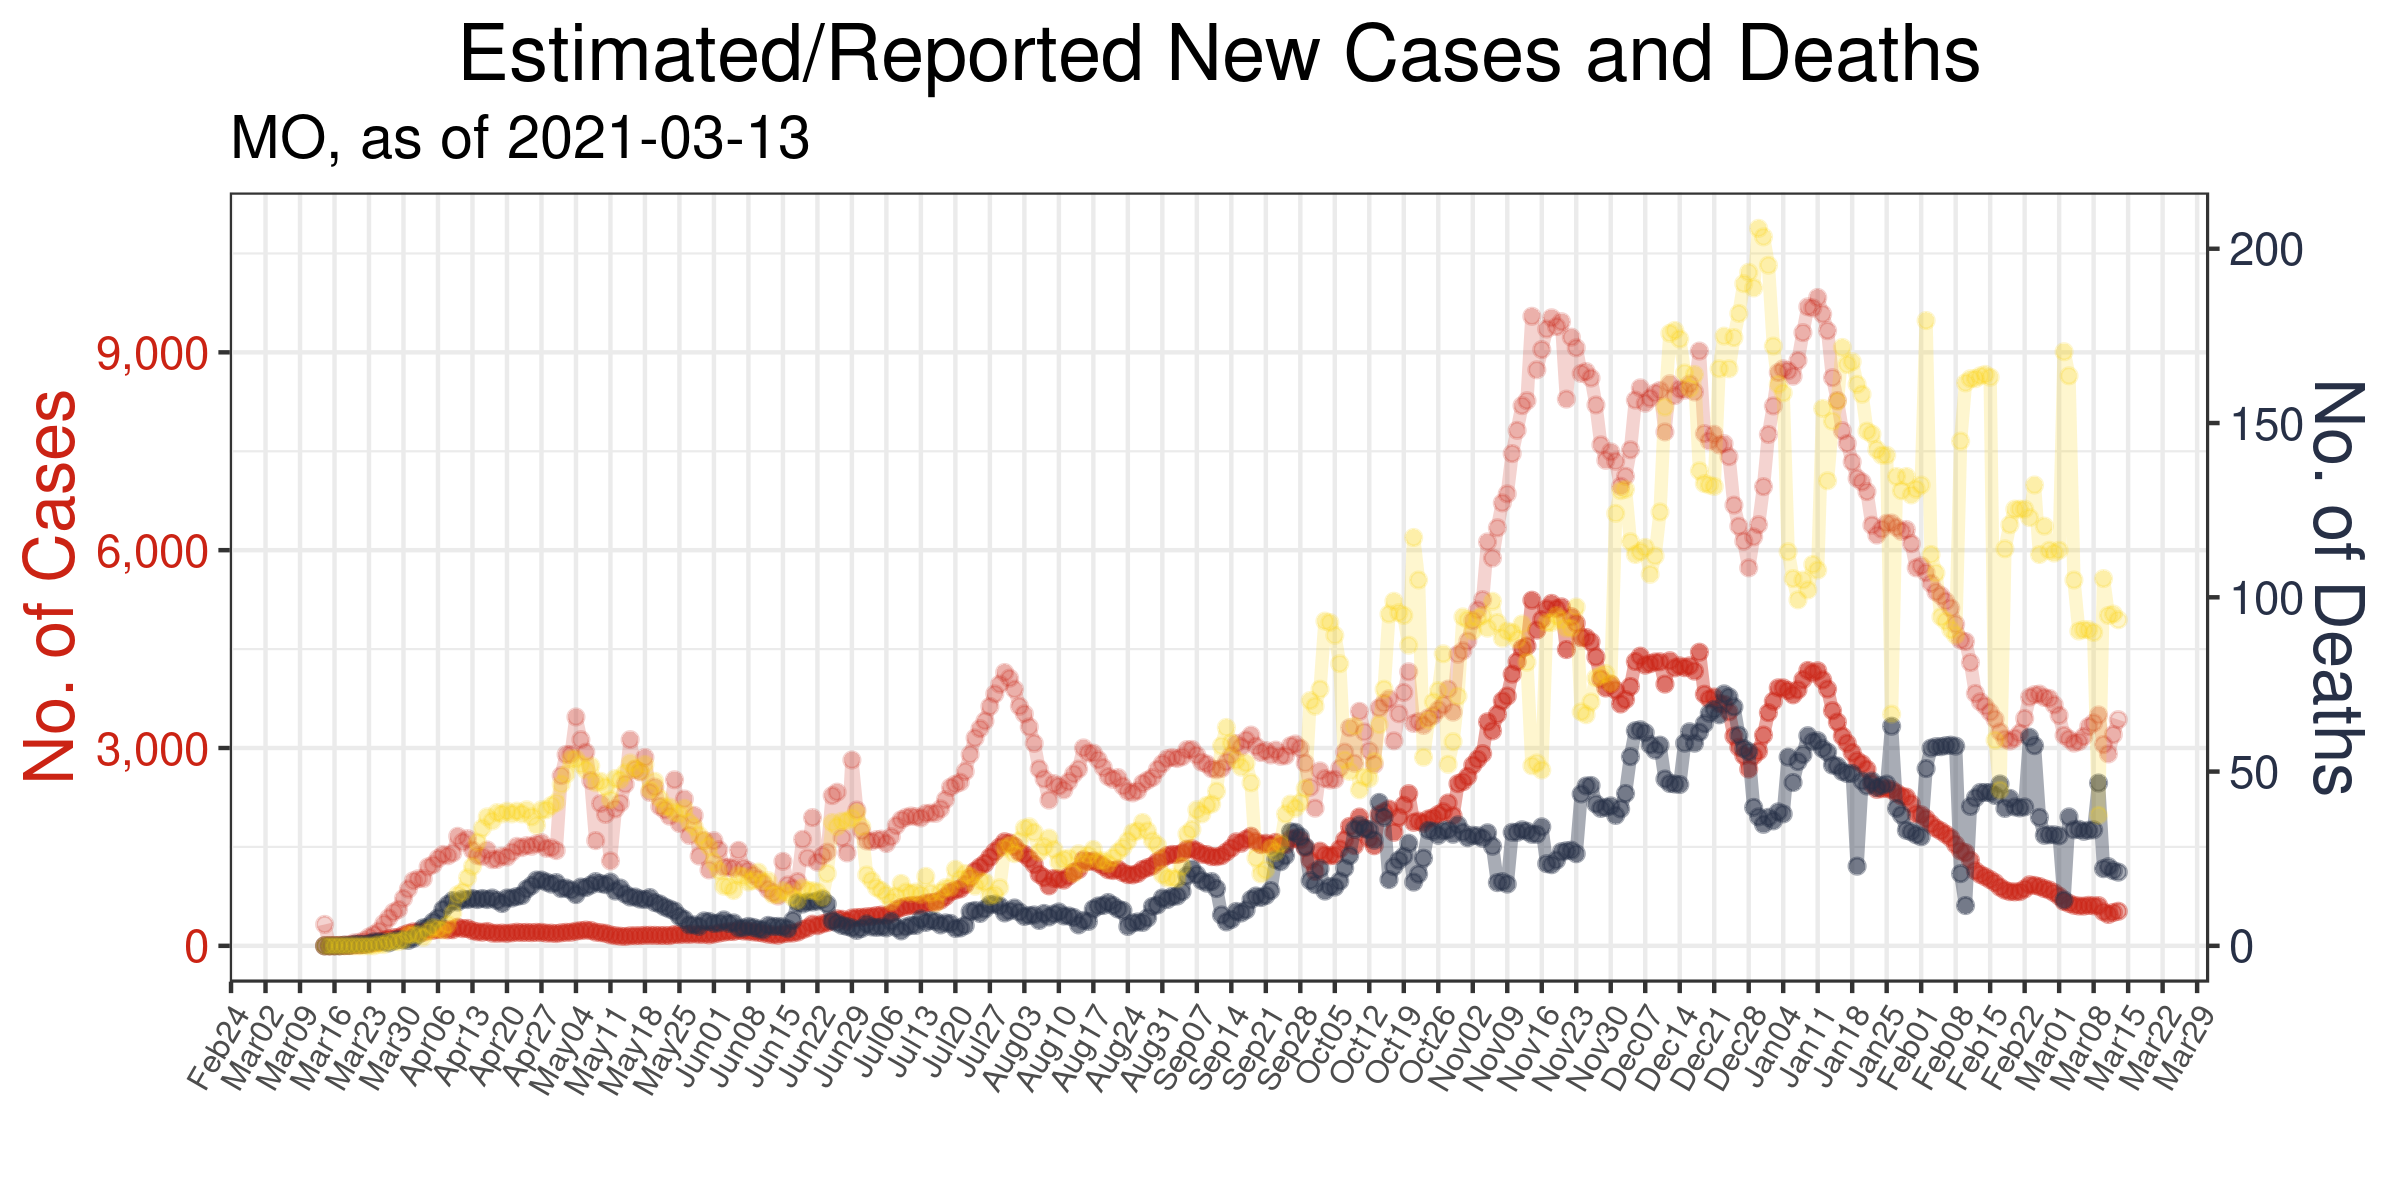 Estimated/Reported New Cases and Deaths
MO, as of 2021-03-13
No. of Cases
9,000
6,000
3,000
0
200
150
100
50
0
No. of Deaths
Feb24
Mar02
Mar09
Mar16
Mar23
Mar30
Apr06
Apr13
Apr20
Apr27
May04
May11
May18
May25
Jun01
Jun08
Jun15
Jun22
Jun29
Jul06
Jul13
Jul20
Jul27
Aug03
Aug10
Aug17
Aug24
Aug31
Sep07
Sep14
Sep21
Sep28
Oct05
Oct12
Oct19
Oct26
Nov02
Nov09
Nov16
Nov23
Nov30
Dec07
Dec14
Dec21
Dec28
Jan04
Jan11
Jan18
Jan25
Feb01
Feb08
Feb15
Feb22
Mar01
Mar08
Mar15
Mar22
Mar29